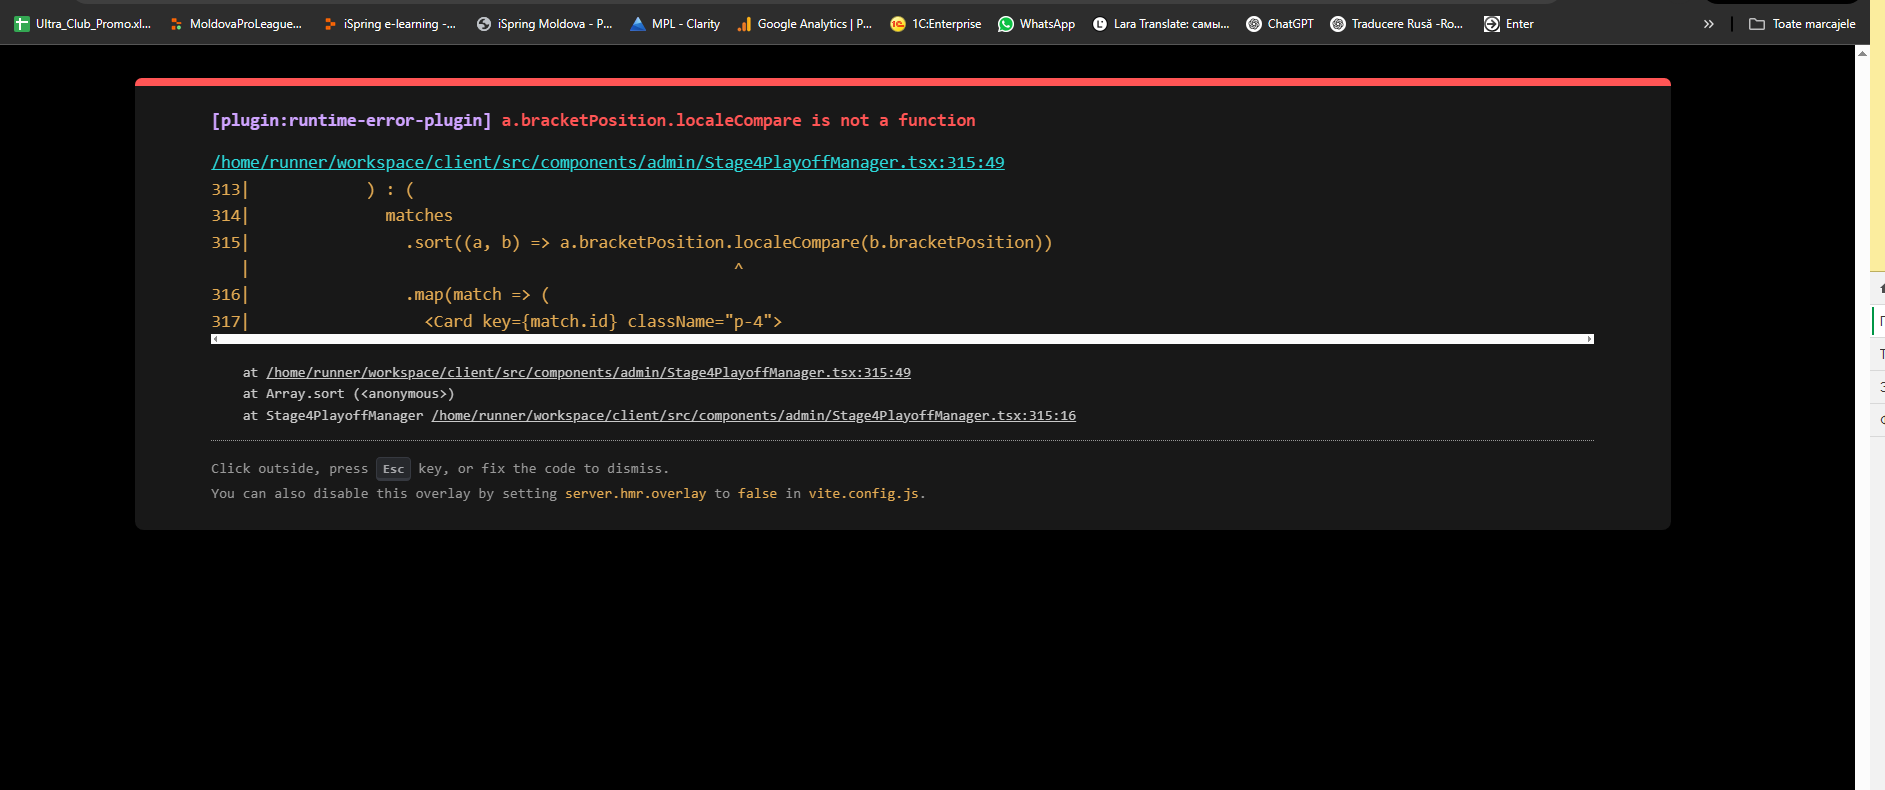 Ultra_Club_Promo.xl... MoldovaProLeague... iSpring e-learning -... iSpring Moldova - P... MPL - Clarity Google Analytics | P... 1C:Enterprise WhatsApp Lara Translate: самы... ChatGPT Traducere Rusă -Ro... Enter » Toate marcajele
[plugin:runtime-error-plugin] a.bracketPosition.localeCompare is not a function
/home/runner/workspace/client/src/components/admin/Stage4PlayoffManager.tsx:315:49
313| ) : (
314| matches
315| .sort((a, b) => a.bracketPosition.localeCompare(b.bracketPosition))
| ^
316| .map(match => (
317| <Card key={match.id} className="p-4">
at /home/runner/workspace/client/src/components/admin/Stage4PlayoffManager.tsx:315:49
at Array.sort (<anonymous>)
at Stage4PlayoffManager /home/runner/workspace/client/src/components/admin/Stage4PlayoffManager.tsx:315:16
Click outside, press Esc key, or fix the code to dismiss.
You can also disable this overlay by setting server.hmr.overlay to false in vite.config.js.